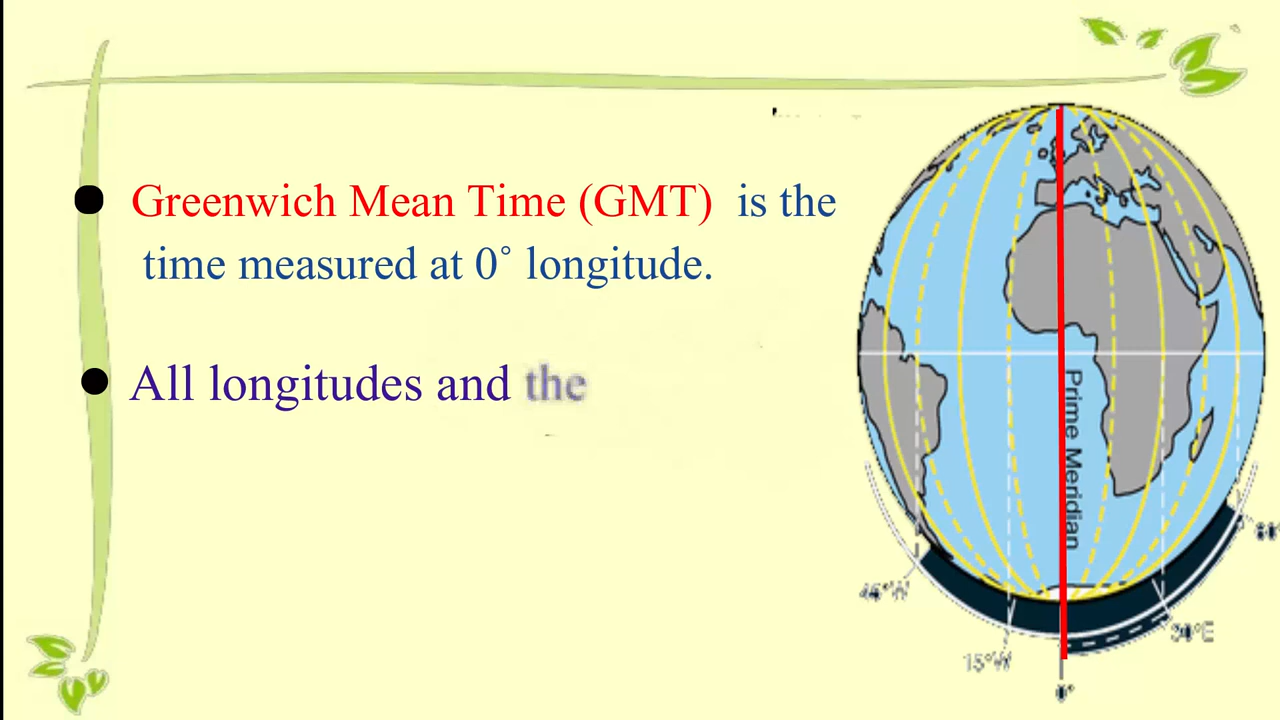 Greenwich Mean Time (GMT) is the
time measured at 0° longitude.
All longitudes and the
Prime Meridian
45°W
15°W
0°
30°E